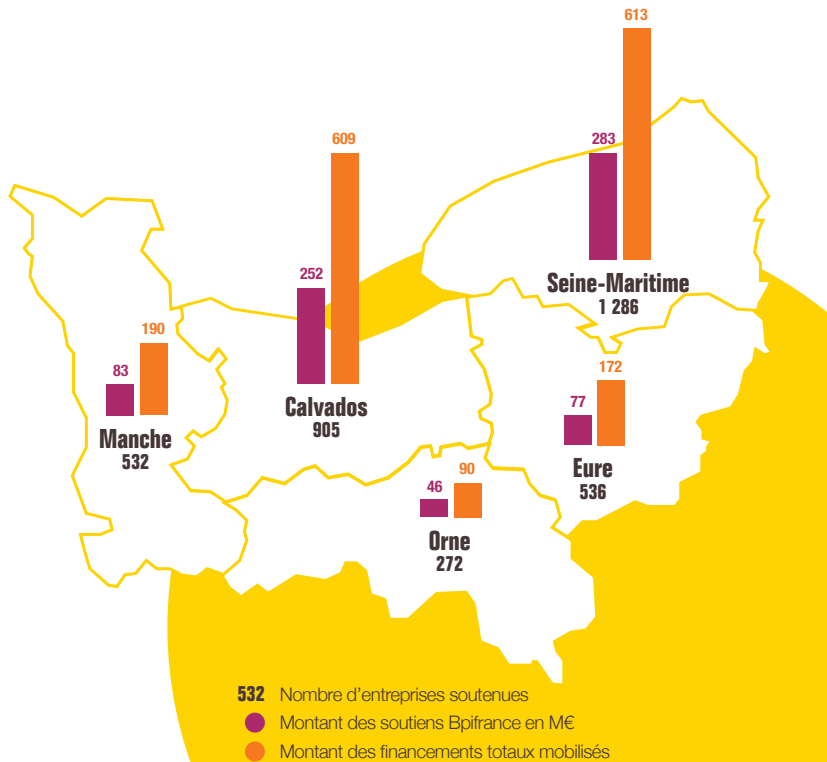 613
283
Seine-Maritime
1 286
609
252
Calvados
905
190
83
Manche
532
172
77
Eure
536
90
46
Orne
272
532 Nombre d'entreprises soutenues
Montant des soutiens Bpifrance en M€
Montant des financements totaux mobilisés